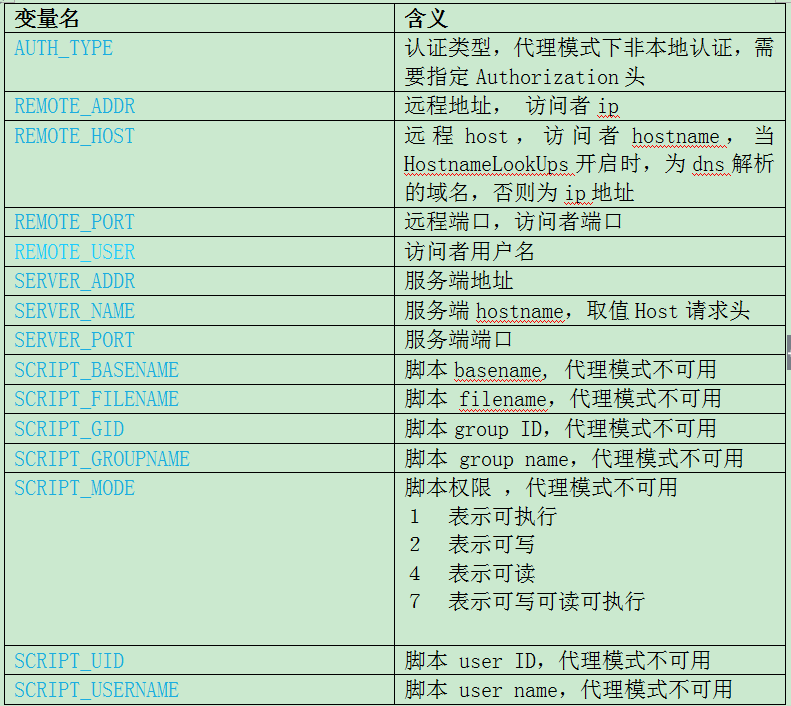 变量名 含义
AUTH_TYPE 认证类型，代理模式下非本地认证，需
要指定 Authorization 头
REMOTE_ADDR 远程地址， 访问者 ip
REMOTE_HOST 远程 host，访问者 hostname，当
HostnameLookUps 开启时，为 dns 解析
的域名，否则为 ip 地址
REMOTE_PORT 远程端口，访问者端口
REMOTE_USER 访问者用户名
SERVER_ADDR 服务端地址
SERVER_NAME 服务端 hostname，取值 Host 请求头
SERVER_PORT 服务端端口
SCRIPT_BASENAME 脚本 basename, 代理模式不可用
SCRIPT_FILENAME 脚本 filename，代理模式不可用
SCRIPT_GID 脚本 group ID，代理模式不可用
SCRIPT_GROUPNAME 脚本 group name，代理模式不可用
SCRIPT_MODE 脚本权限 ，代理模式不可用
1 表示可执行
2 表示可写
4 表示可读
7 表示可写可读可执行
SCRIPT_UID 脚本 user ID，代理模式不可用
SCRIPT_USERNAME 脚本 user name，代理模式不可用